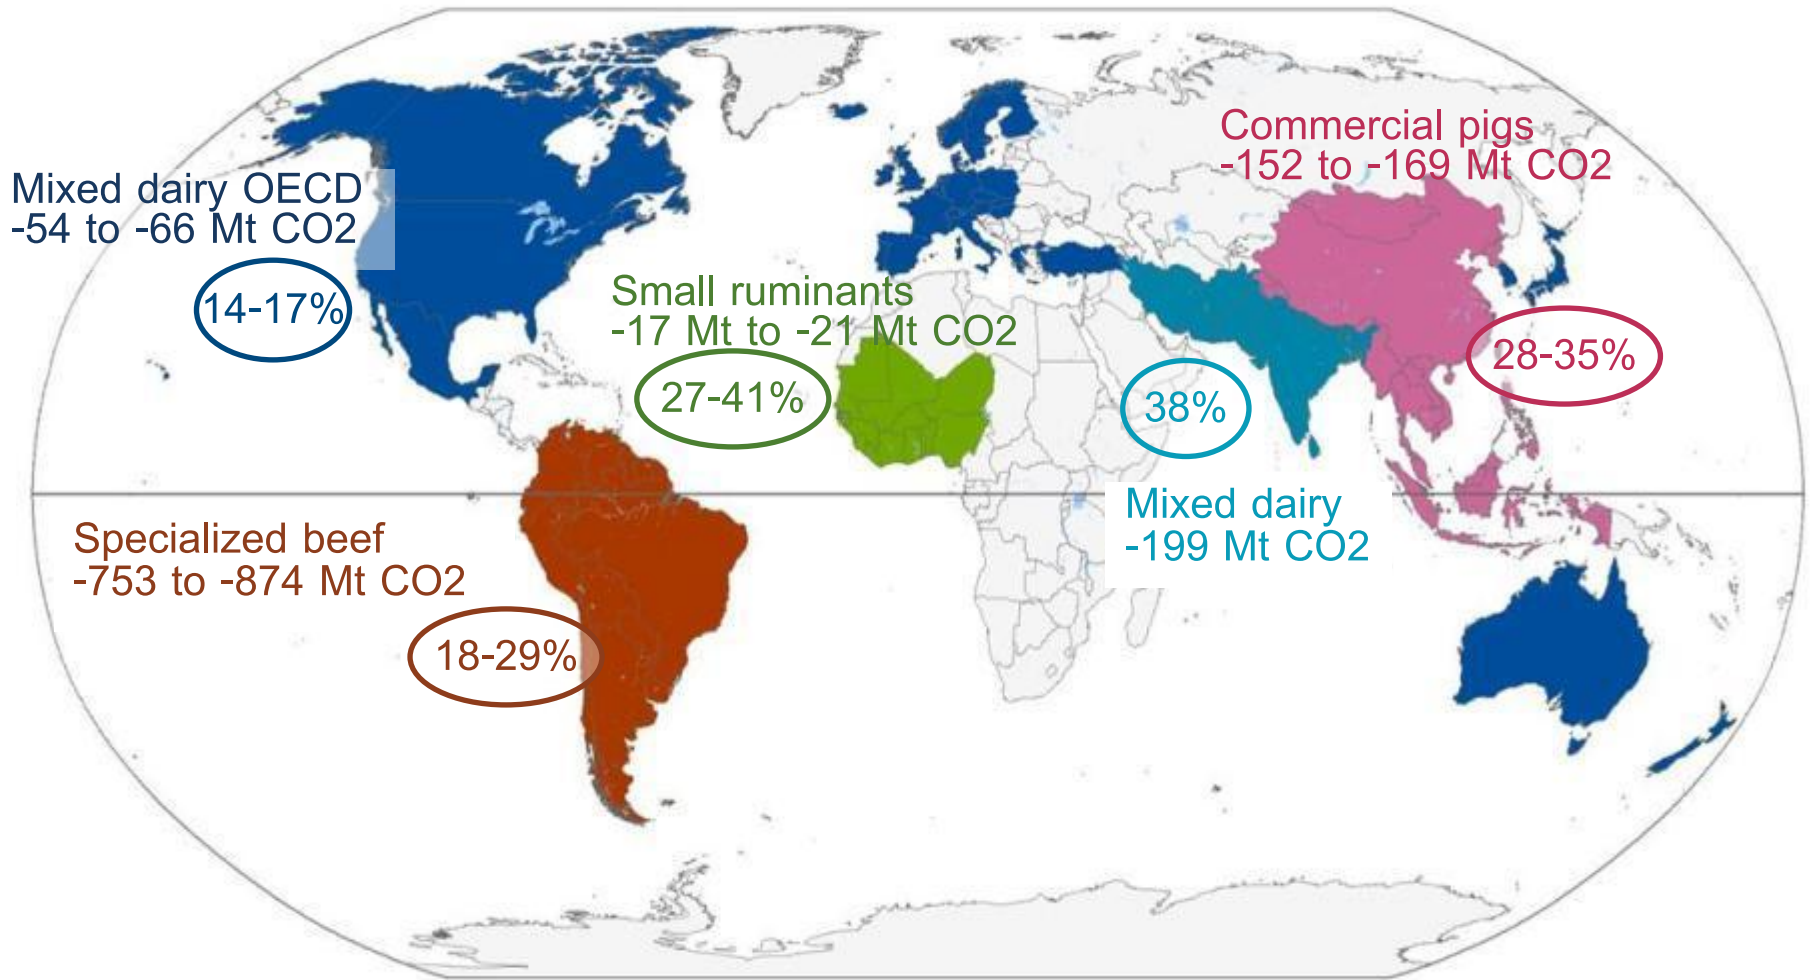 Commercial pigs
-152 to -169 Mt CO2
Mixed dairy OECD
-54 to -66 Mt CO2
14-17%
Small ruminants
-17 Mt to -21 Mt CO2
27-41%
28-35%
38%
Mixed dairy
-199 Mt CO2
Specialized beef
-753 to -874 Mt CO2
18-29%